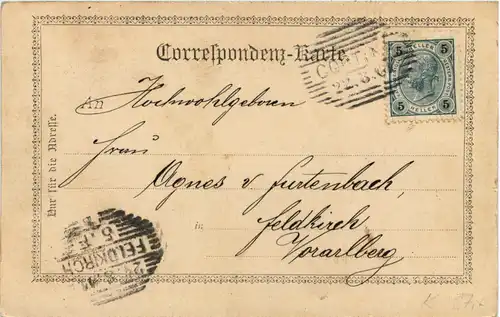 Correspondenz-Karte.
An Hochwohlgeboren
Frau
Agnes v Furtenbach,
in Feldkirch
Vorarlberg
Nur für die Adresse.
5 HELLER 5
5 HELLER 5
FELDKIRCH